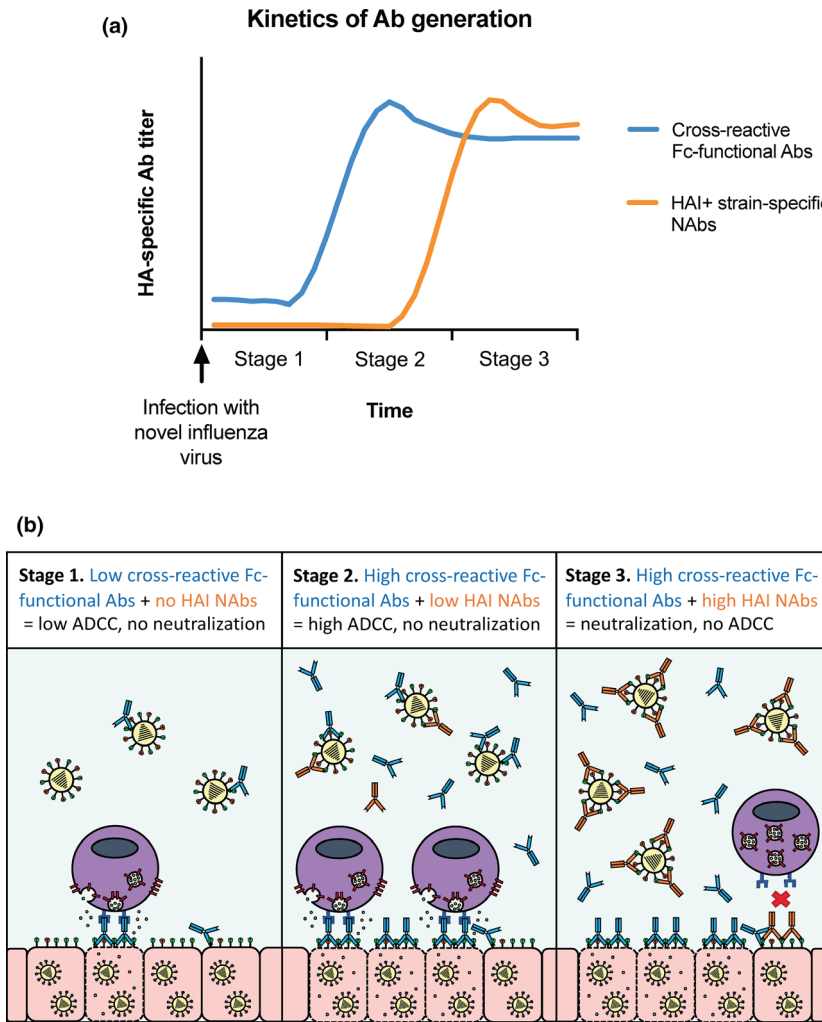 (a)
Kinetics of Ab generation
HA-specific Ab titer
Cross-reactive
Fc-functional Abs
HAI+ strain-specific
NAbs
Stage 1
Stage 2
Stage 3
Time
Infection with
novel influenza
virus
(b)
Stage 1. Low cross-reactive Fc-
functional Abs + no HAI NAbs
= low ADCC, no neutralization
Stage 2. High cross-reactive Fc-
functional Abs + low HAI NAbs
= high ADCC, no neutralization
Stage 3. High cross-reactive Fc-
functional Abs + high HAI NAbs
= neutralization, no ADCC